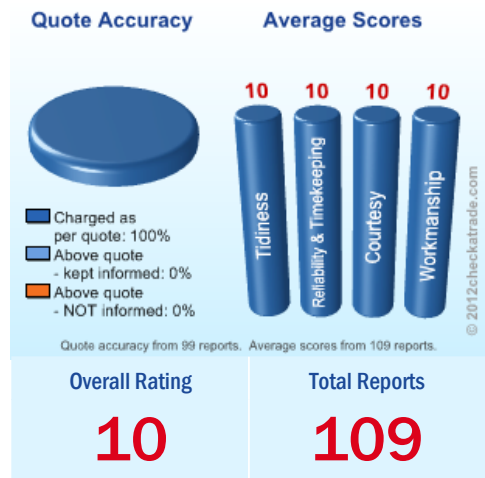 Quote Accuracy
Average Scores
10 10 10 10
Tidiness
Reliability & Timekeeping
Courtesy
Workmanship
Charged as
per quote: 100%
Above quote
- kept informed: 0%
Above quote
- NOT informed: 0%
© 2012checkatrade.com
Quote accuracy from 99 reports. Average scores from 109 reports.
Overall Rating
10
Total Reports
109